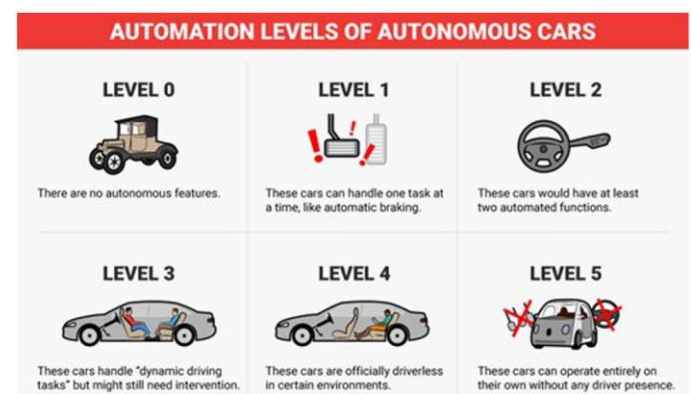 AUTOMATION LEVELS OF AUTONOMOUS CARS
LEVEL 0
There are no autonomous features.
LEVEL 1
These cars can handle one task at
a time, like automatic braking.
LEVEL 2
These cars would have at least
two automated functions.
LEVEL 3
These cars handle “dynamic driving
tasks” but might still need intervention.
LEVEL 4
These cars are officially driverless
in certain environments.
LEVEL 5
These cars can operate entirely on
their own without any driver presence.